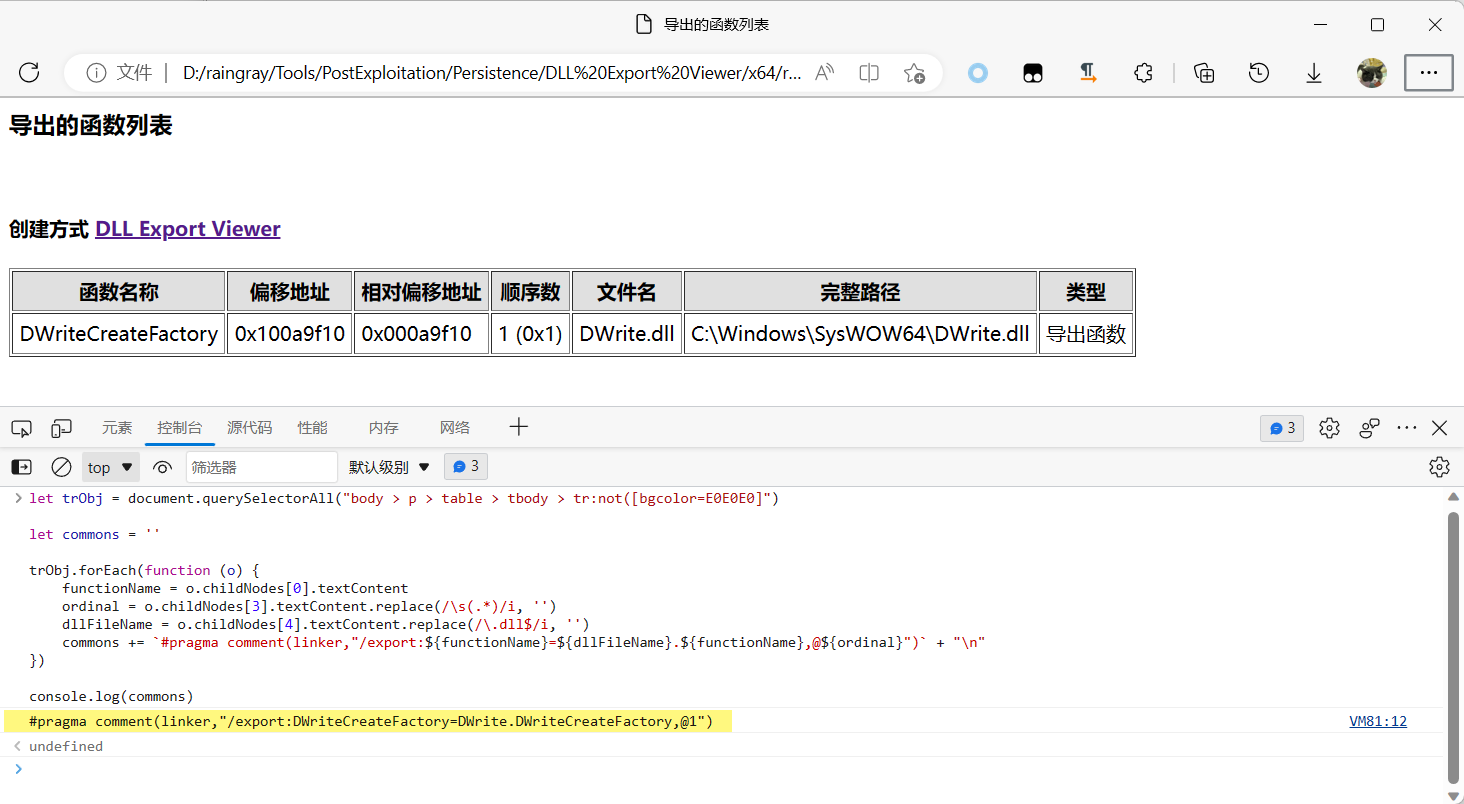 导出的函数列表
文件 | D:/raingray/Tools/PostExploitation/Persistence/DLL%20Export%20Viewer/x64/r...
导出的函数列表
创建方式 DLL Export Viewer
函数名称 偏移地址 相对偏移地址 顺序数 文件名 完整路径 类型
DWriteCreateFactory 0x100a9f10 0x000a9f10 1 (0x1) DWrite.dll C:\Windows\SysWOW64\DWrite.dll 导出函数
元素 控制台 源代码 性能 内存 网络 3
top 筛选器 默认级别 3
let trObj = document.querySelectorAll("body > p > table > tbody > tr:not([bgcolor=E0E0E0]")
let commons = ''
trObj.forEach(function (o) {
    functionName = o.childNodes[0].textContent
    ordinal = o.childNodes[3].textContent.replace(/\s(.*)/i, '')
    dllFileName = o.childNodes[4].textContent.replace(/\.dll$/i, '')
    commons += `#pragma comment(linker,"/export:${functionName}=${dllFileName}.${functionName},@${ordinal}")` + "\n"
})
console.log(commons)
#pragma comment(linker,"/export:DWriteCreateFactory=DWrite.DWriteCreateFactory,@1") VM81:12
undefined